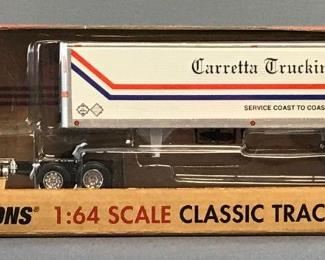 Carretta Truckin
SERVICE COAST TO COAS
ONS® 1:64 SCALE CLASSIC TRAC